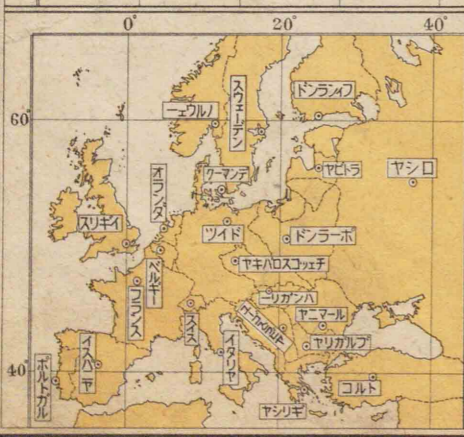 0°
20°
40
60°
40°
ノルウェー
スウェーデン
フィンランド
デンマーク
ラトビヤ
ロシヤ
オランダ
イギリス
ドイツ
ポーランド
ベルギー
チェッコスロバキヤ
フランス
スイス
ハンガリー
ルーマニヤ
イタリヤ
ブルガリヤ
イスパニヤ
ポルトガル
トルコ
ギリシヤ